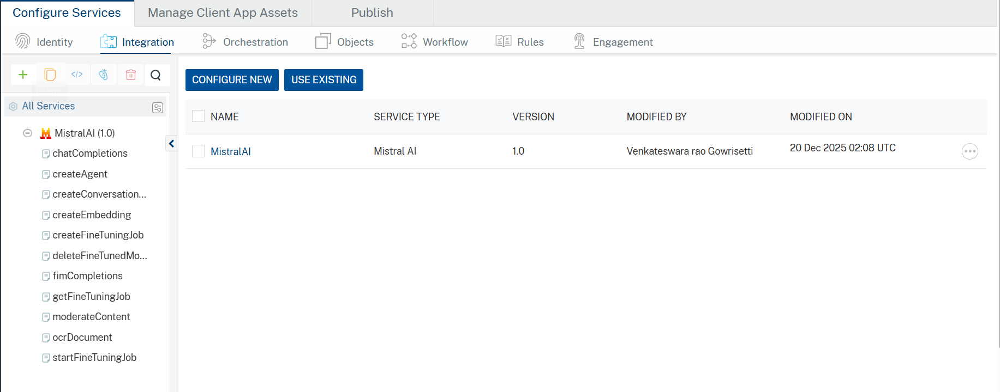 Configure Services
Manage Client App Assets
Publish
Identity
Integration
Orchestration
Objects
Workflow
Rules
Engagement
All Services
MistralAI (1.0)
chatCompletions
createAgent
createConversation...
createEmbedding
createFineTuningJob
deleteFineTunedMo...
fimCompletions
getFineTuningJob
moderateContent
ocrDocument
startFineTuningJob
CONFIGURE NEW
USE EXISTING
NAME SERVICE TYPE VERSION MODIFIED BY MODIFIED ON
MistralAI Mistral AI 1.0 Venkateswara rao Gowrisetti 20 Dec 2025 02:08 UTC